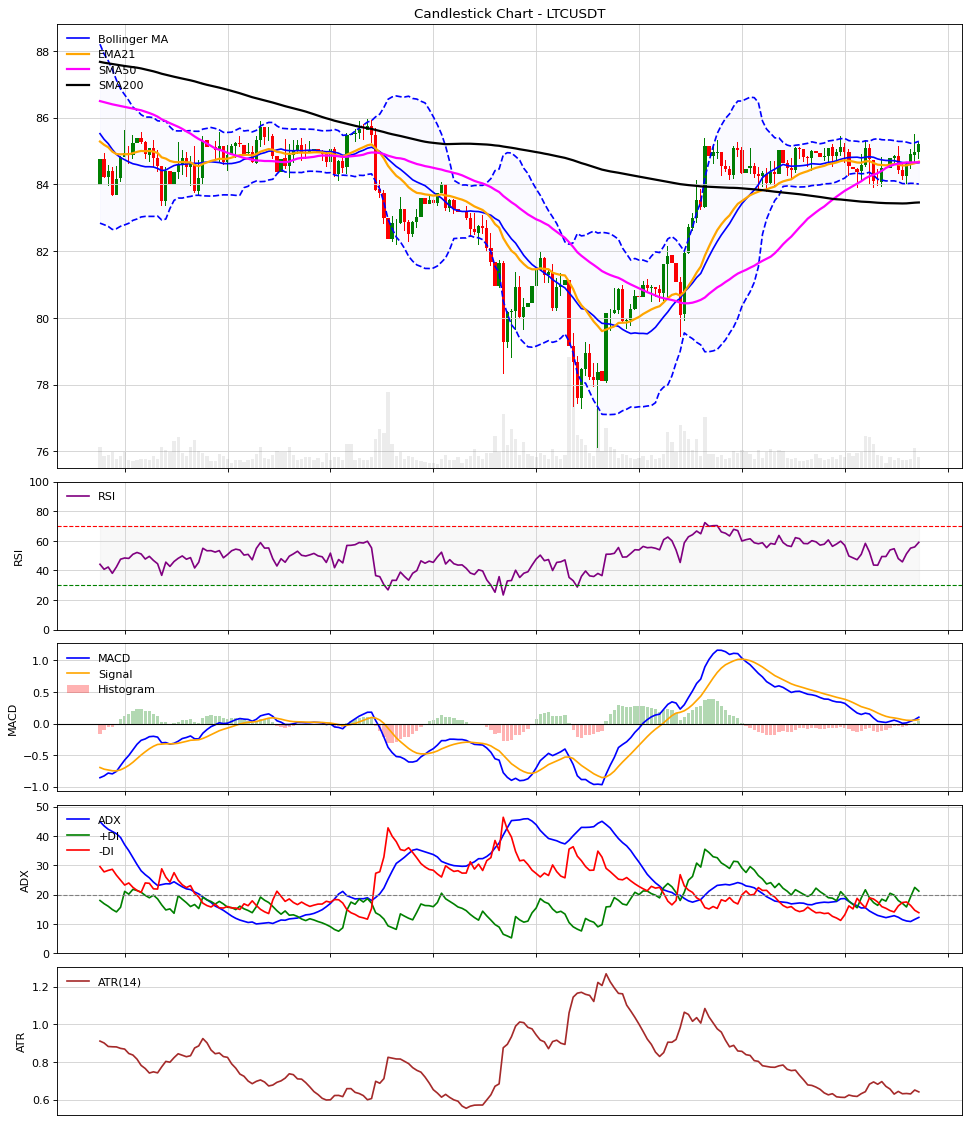 Candlestick Chart - LTCUSDT
Bollinger MA
EMA21
SMA50
SMA200
88
86
84
82
80
78
76
RSI
RSI
100
80
60
40
20
0
MACD
Signal
Histogram
MACD
1.0
0.5
0.0
−0.5
−1.0
ADX
+DI
-DI
ADX
50
40
30
20
10
0
ATR(14)
ATR
1.2
1.0
0.8
0.6